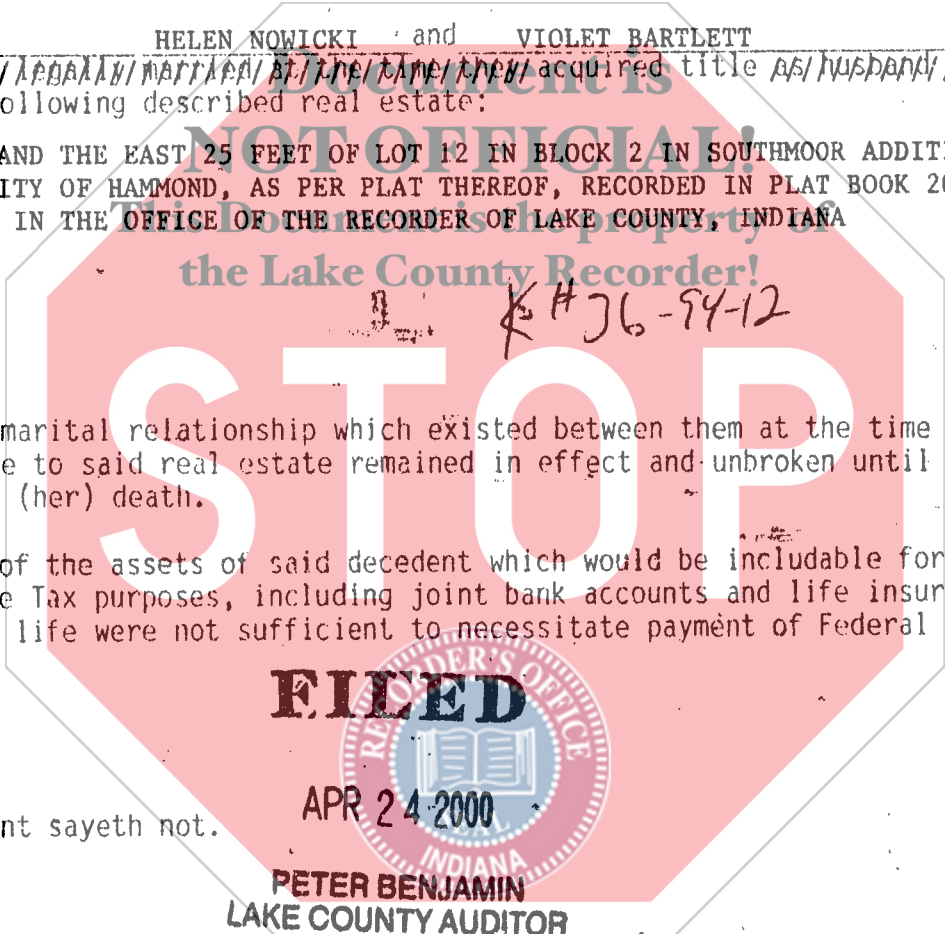 HELEN NOWICKI and VIOLET BARTLETT
/legally/married/at/the/time/they/acquired title as/husband/
ollowing described real estate:
AND THE EAST 25 FEET OF LOT 12 IN BLOCK 2 IN SOUTHMOOR ADDITI
ITY OF HAMMOND, AS PER PLAT THEREOF, RECORDED IN PLAT BOOK 20
IN THE OFFICE OF THE RECORDER OF LAKE COUNTY, INDIANA
Document is
NOT OFFICIAL!
This Document is the property of
the Lake County Recorder!
K# 36-94-12
STOP
marital relationship which existed between them at the time
e to said real estate remained in effect and unbroken until
(her) death.
of the assets of said decedent which would be includable for
e Tax purposes, including joint bank accounts and life insur
life were not sufficient to necessitate payment of Federal
FILED
RECORDER'S OFFICE
SEAL
INDIANA
APR 24 2000
nt sayeth not.
PETER BENJAMIN
LAKE COUNTY AUDITOR